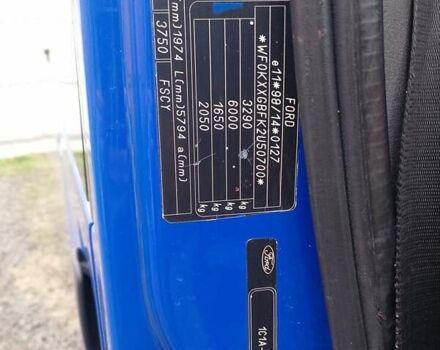 FORD
e11*98/14*0127
*WF0KXXGBFK2U50700*
3290 kg
6000 kg
1650 kg
2050 kg
(mm)1974 L(mm)5794 a(mm)
3750
FSCY
Ford
1C1A-